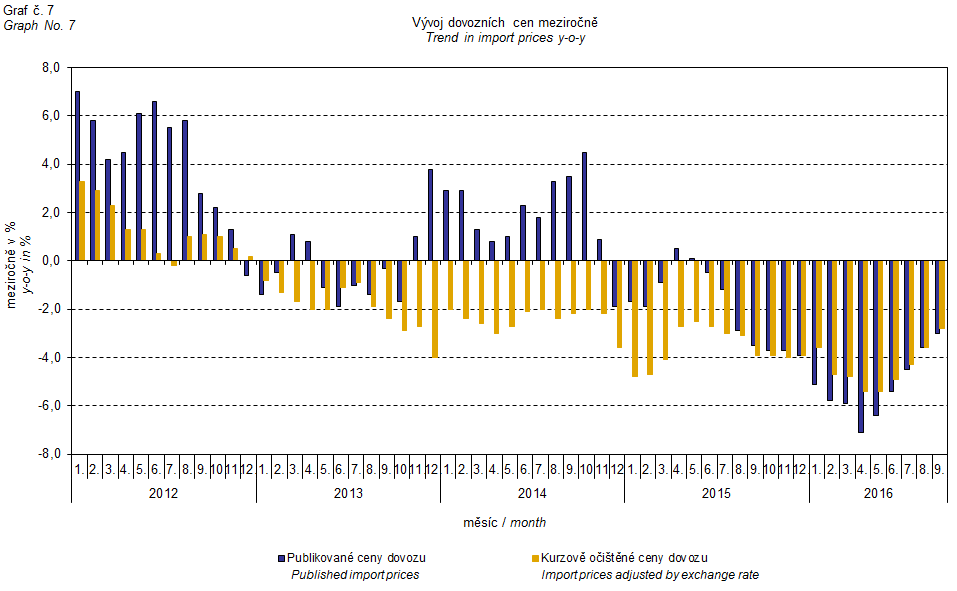 Graf č. 7
Graph No. 7
Vývoj dovozních cen meziročně
Trend in import prices y-o-y
meziročně v %
y-o-y in %
8,0
6,0
4,0
2,0
0,0
-2,0
-4,0
-6,0
-8,0
1. 2. 3. 4. 5. 6. 7. 8. 9. 10 11 12 1. 2. 3. 4. 5. 6. 7. 8. 9. 10 11 12 1. 2. 3. 4. 5. 6. 7. 8. 9. 10 11 12 1. 2. 3. 4. 5. 6. 7. 8. 9. 10 11 12 1. 2. 3. 4. 5. 6. 7. 8. 9.
2012 2013 2014 2015 2016
měsíc / month
Publikované ceny dovozu Kurzově očištěné ceny dovozu
Published import prices Import prices adjusted by exchange rate